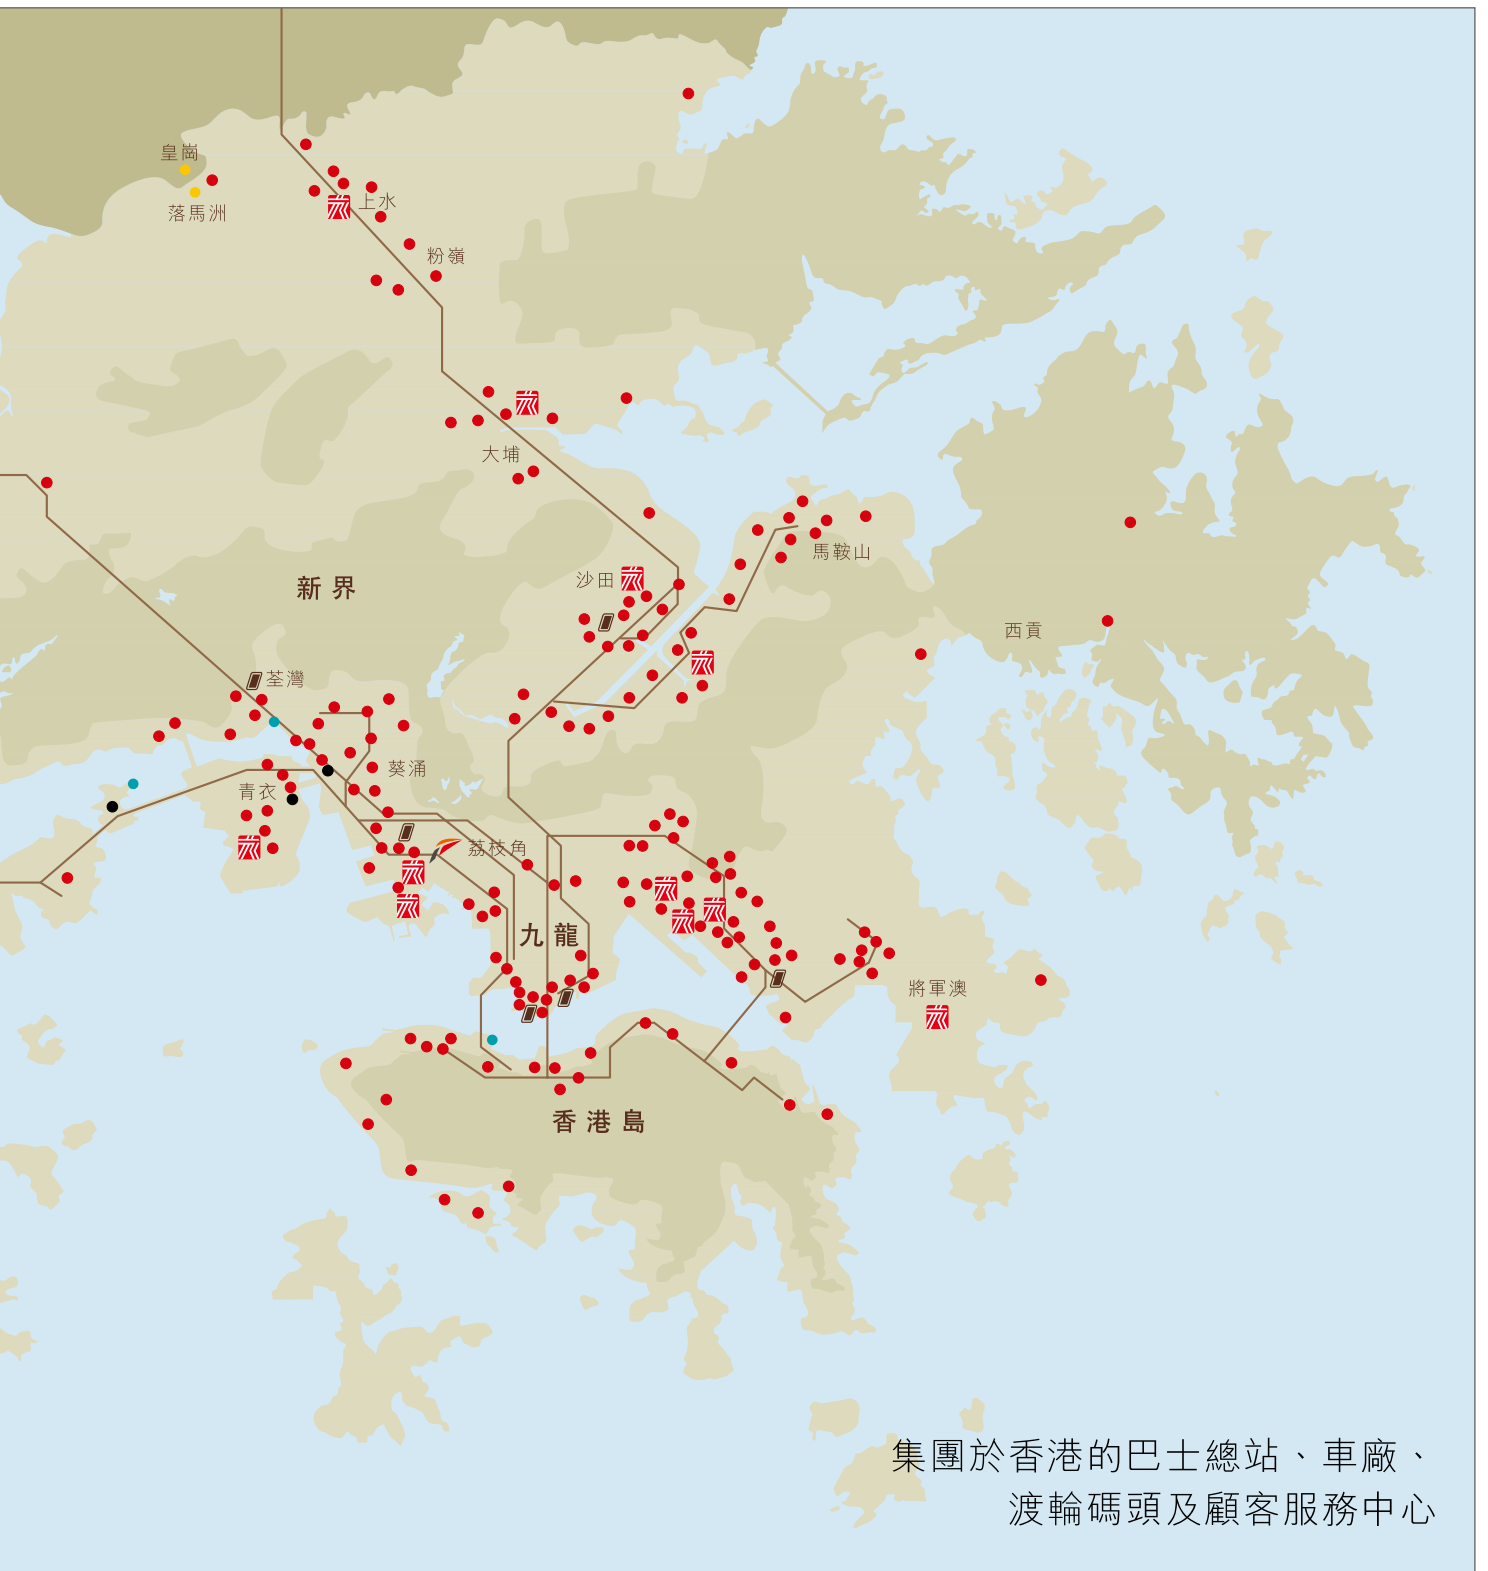 皇崗
落馬洲
上水
粉嶺
大埔
沙田
馬鞍山
新界
西貢
荃灣
葵涌
青衣
荔枝角
九龍
將軍澳
香港島
集團於香港的巴士總站、車廠、
渡輪碼頭及顧客服務中心